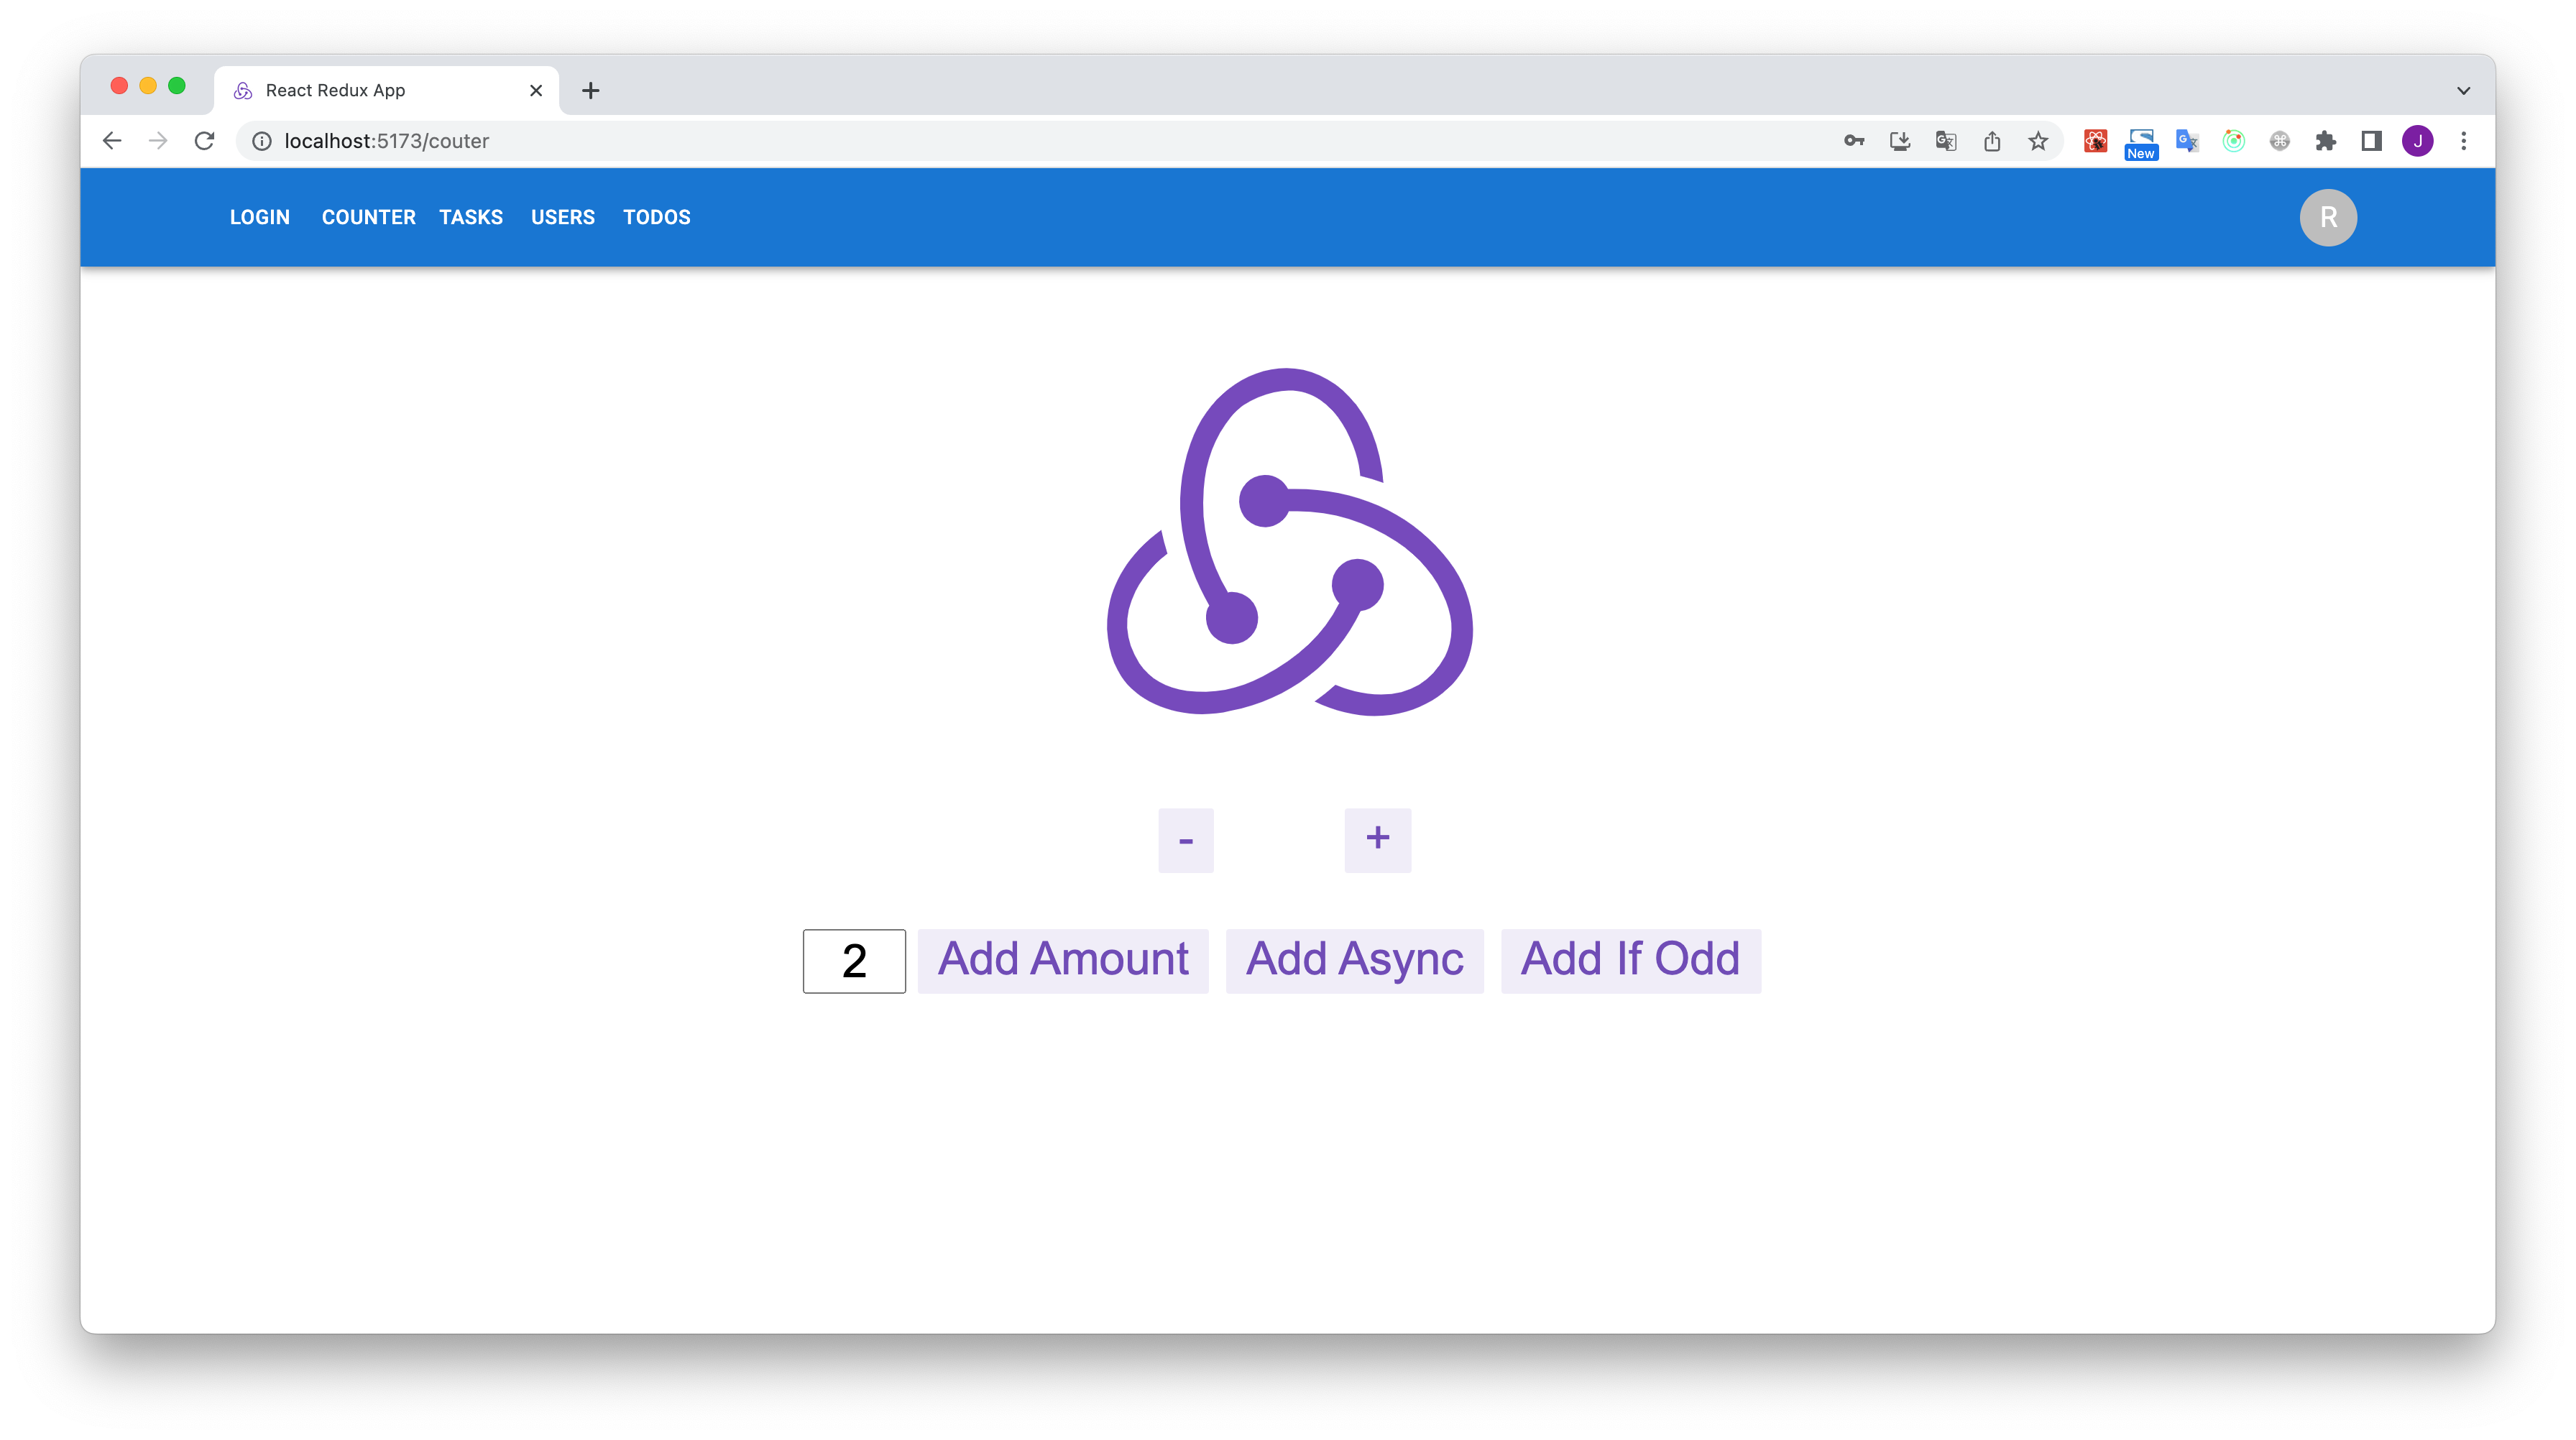 React Redux App
localhost:5173/couter
New
J
LOGIN COUNTER TASKS USERS TODOS
R
- +
2 Add Amount Add Async Add If Odd